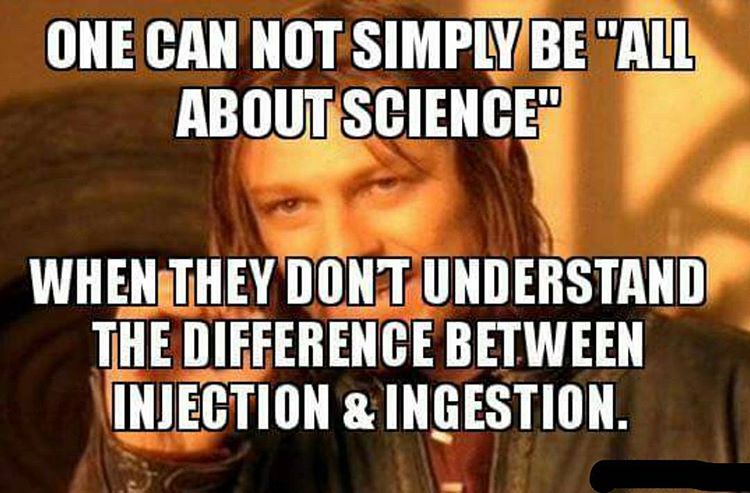 ONE CAN NOT SIMPLY BE "ALL
ABOUT SCIENCE"
WHEN THEY DON'T UNDERSTAND
THE DIFFERENCE BETWEEN
INJECTION & INGESTION.